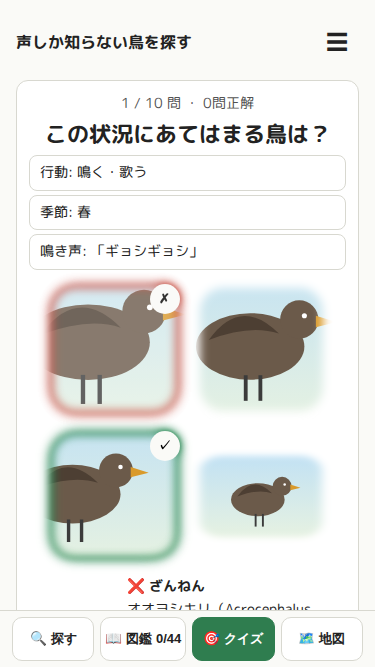 声しか知らない鳥を探す
1 / 10 問 · 0問正解
この状況にあてはまる鳥は？
行動: 鳴く・歌う
季節: 春
鳴き声: 「ギョシギョシ」
✗
✓
❌ ざんねん
オオヨシキリ（Acrocephalus
🔍 探す
📖 図鑑 0/44
🎯 クイズ
🗺️ 地図